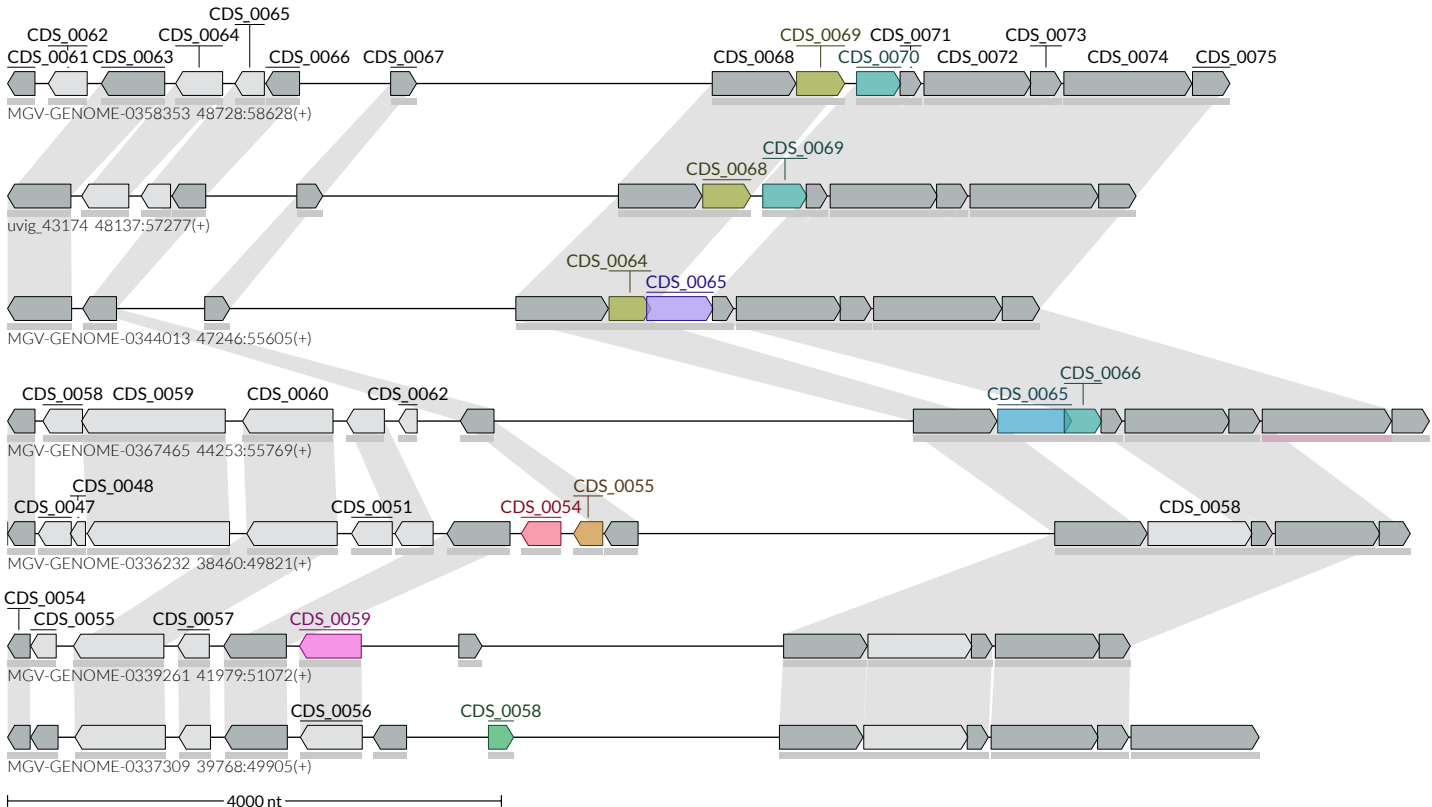 CDS_0065
CDS_0062 CDS_0064 CDS_0069 CDS_0071 CDS_0073
CDS_0061 CDS_0063 CDS_0066 CDS_0067 CDS_0068 CDS_0070 CDS_0072 CDS_0074 CDS_0075
MGV-GENOME-0358353 48728:58628(+)
CDS_0069
CDS_0068
uvig_43174 48137:57277(+)
CDS_0064
CDS_0065
MGV-GENOME-0344013 47246:55605(+)
CDS_0066
CDS_0058 CDS_0059 CDS_0060 CDS_0062 CDS_0065
MGV-GENOME-0367465 44253:55769(+)
CDS_0048 CDS_0055
CDS_0047 CDS_0051 CDS_0054 CDS_0058
MGV-GENOME-0336232 38460:49821(+)
CDS_0054
CDS_0055 CDS_0057 CDS_0059
MGV-GENOME-0339261 41979:51072(+)
CDS_0056 CDS_0058
MGV-GENOME-0337309 39768:49905(+)
4000 nt